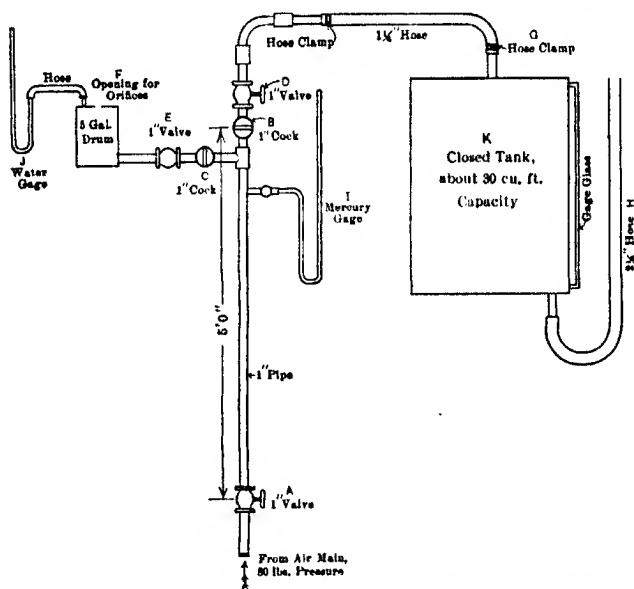 Hose Clamp
1¼" Hose
G
Hose Clamp
D
1" Valve
B
1" Cock
Hose
F
Opening for
Orifices
5 Gal.
Drum
E
1" Valve
C
1" Cock
J
Water
Gage
I
Mercury
Gage
K
Closed Tank,
about 30 cu. ft.
Capacity
Gage Glass
2¼" Hose H
5'0"
1" Pipe
A
1" Valve
From Air Main,
80 lbs. Pressure